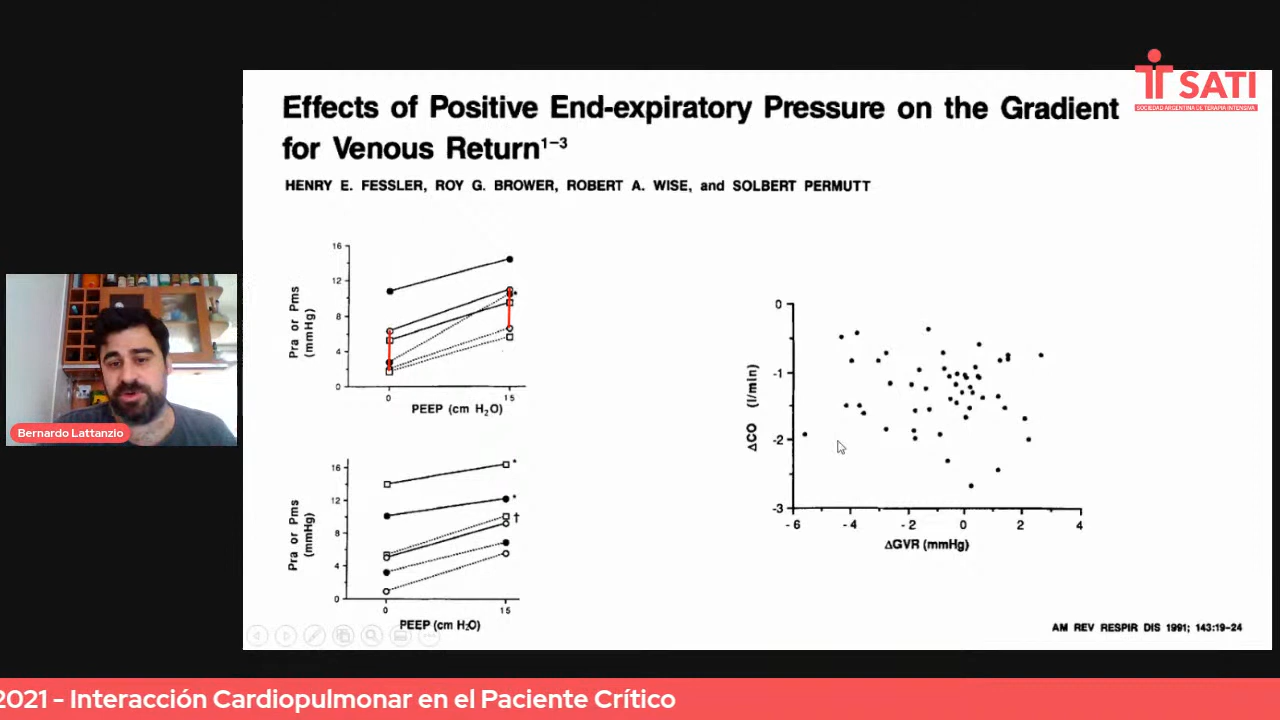 SATI
SOCIEDAD ARGENTINA DE TERAPIA INTENSIVA
Effects of Positive End-expiratory Pressure on the Gradient
for Venous Return1–3
HENRY E. FESSLER, ROY G. BROWER, ROBERT A. WISE, and SOLBERT PERMUTT
Pra or Pms
(mmHg)
16
12
8
4
0
*
0
15
PEEP (cm H2O)
Pra or Pms
(mmHg)
16
12
8
4
0
*
*
†
0
15
PEEP (cm H2O)
ΔCO (l/min)
0
-1
-2
-3
-6
-4
-2
0
2
4
ΔGVR (mmHg)
AM REV RESPIR DIS 1991; 143:19-24
Bernardo Lattanzio
2021 - Interacción Cardiopulmonar en el Paciente Crítico